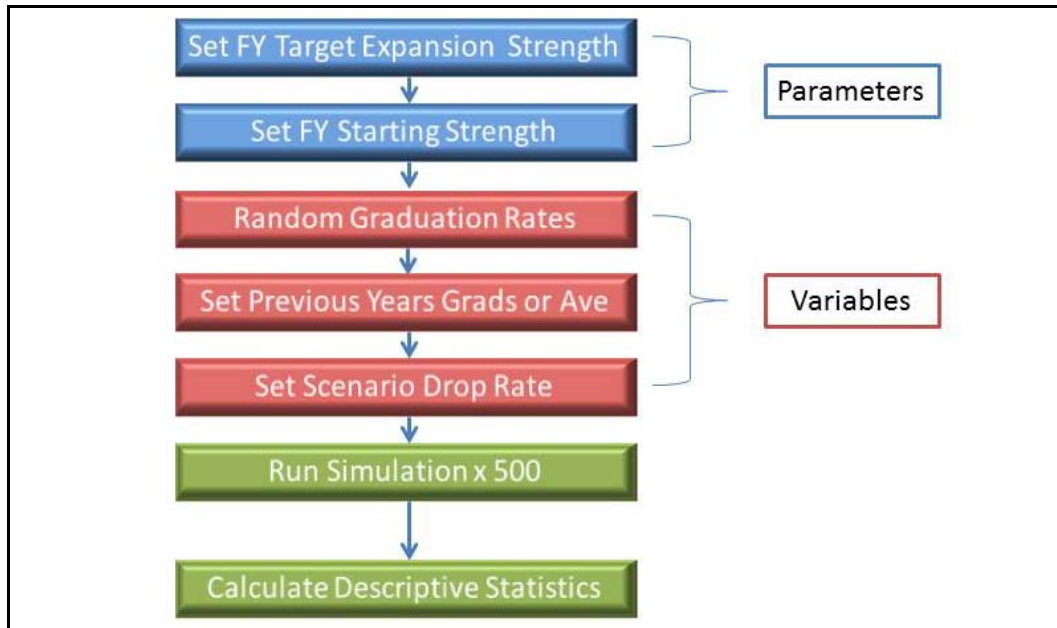 Set FY Target Expansion Strength
Parameters
Set FY Starting Strength
Random Graduation Rates
Set Previous Years Grads or Ave
Variables
Set Scenario Drop Rate
Run Simulation x 500
Calculate Descriptive Statistics